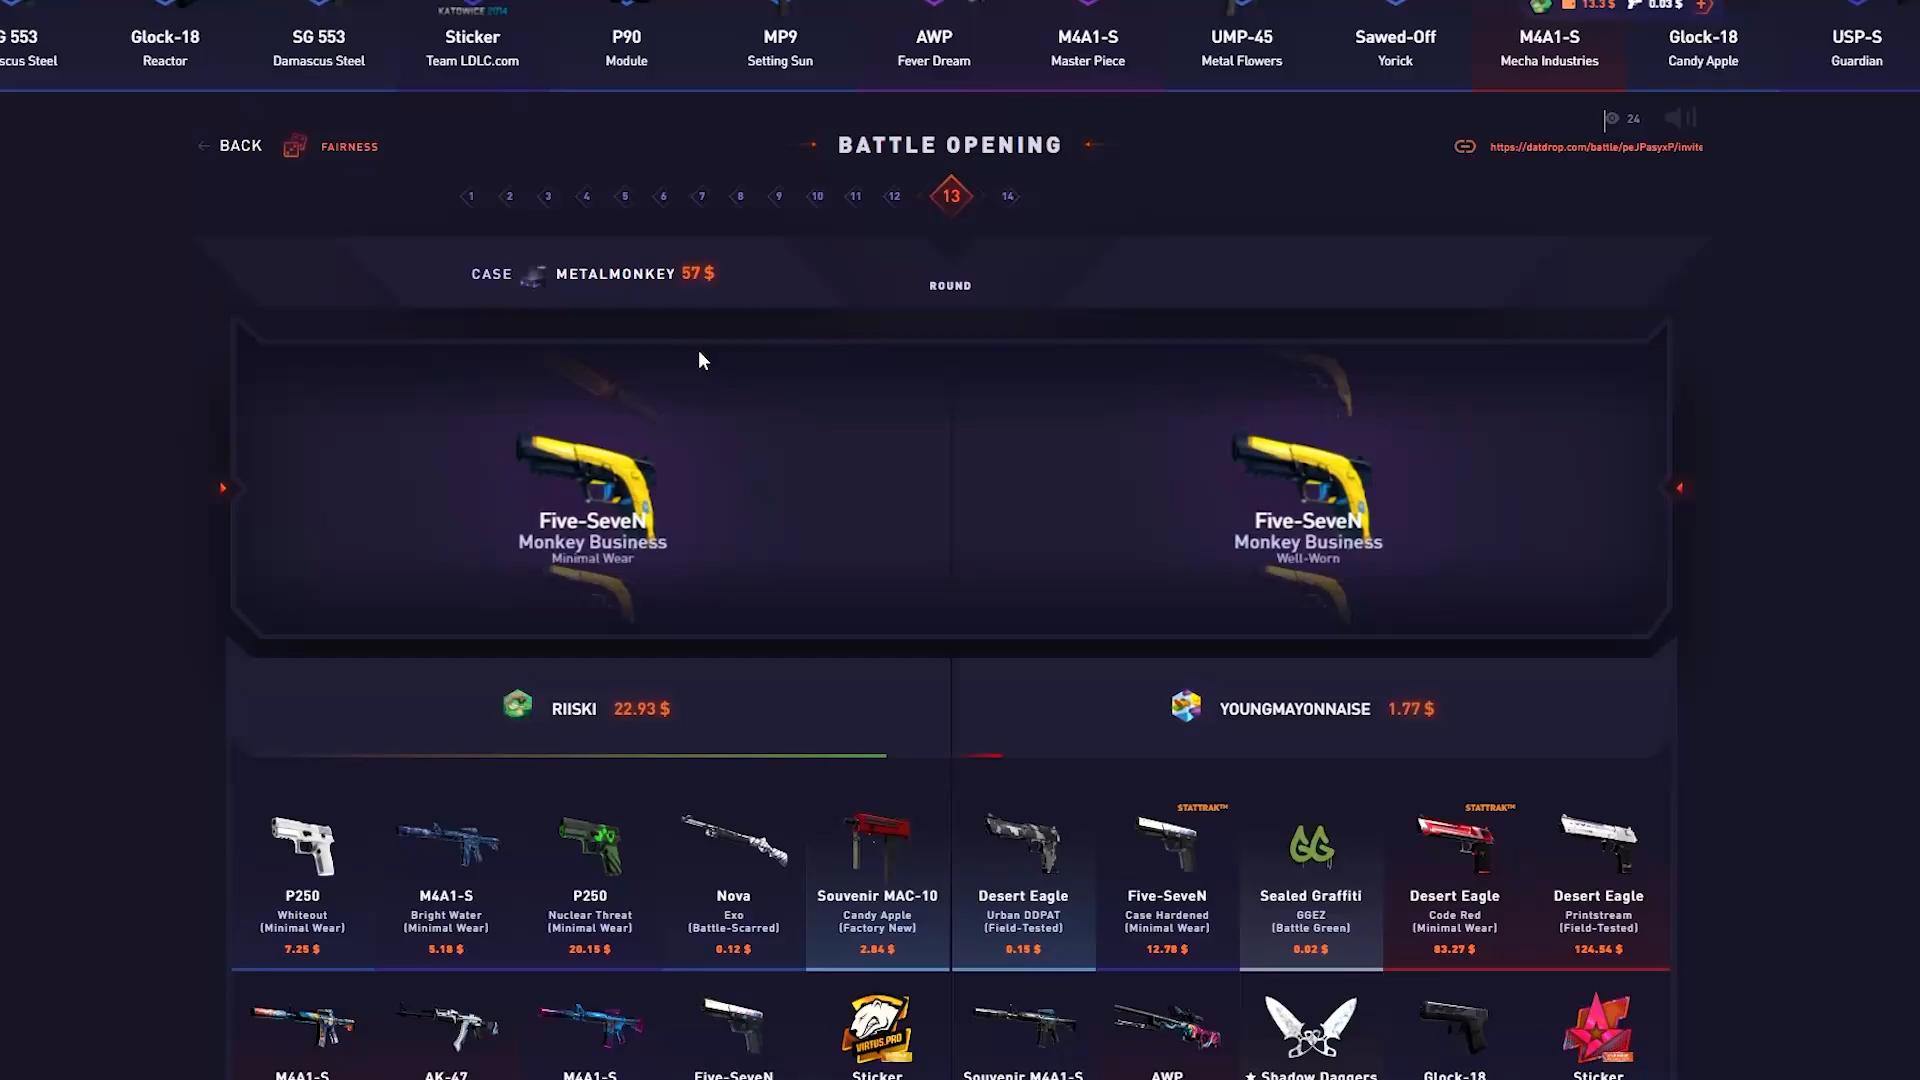 KATOWICE 2014
13.3 $ 0.03 $
G 553 Glock-18 SG 553 Sticker P90 MP9 AWP M4A1-S UMP-45 Sawed-Off M4A1-S Glock-18 USP-S
scus Steel Reactor Damascus Steel Team LDLC.com Module Setting Sun Fever Dream Master Piece Metal Flowers Yorick Mecha Industries Candy Apple Guardian
24
← BACK FAIRNESS BATTLE OPENING https://datdrop.com/battle/peJPasyxP/invite
1 2 3 4 5 6 7 8 9 10 11 12 13 14
CASE METALMONKEY 57 $
ROUND
Five-SeveN Five-SeveN
Monkey Business Monkey Business
Minimal Wear Well-Worn
RIISKI 22.93 $ YOUNGMAYONNAISE 1.77 $
STATTRAK™ STATTRAK™
GG
P250 M4A1-S P250 Nova Souvenir MAC-10 Desert Eagle Five-SeveN Sealed Graffiti Desert Eagle Desert Eagle
Whiteout Bright Water Nuclear Threat Exo Candy Apple Urban DDPAT Case Hardened GGEZ Code Red Printstream
(Minimal Wear) (Minimal Wear) (Minimal Wear) (Battle-Scarred) (Factory New) (Field-Tested) (Minimal Wear) (Battle Green) (Minimal Wear) (Field-Tested)
7.25 $ 5.18 $ 20.15 $ 0.12 $ 2.84 $ 0.15 $ 12.78 $ 0.02 $ 83.27 $ 124.54 $
VIRTUS.PRO
M4A1-S AK-47 M4A1-S Five-SeveN Sticker Souvenir M4A1-S AWP ★ Shadow Daggers Glock-18 Sticker